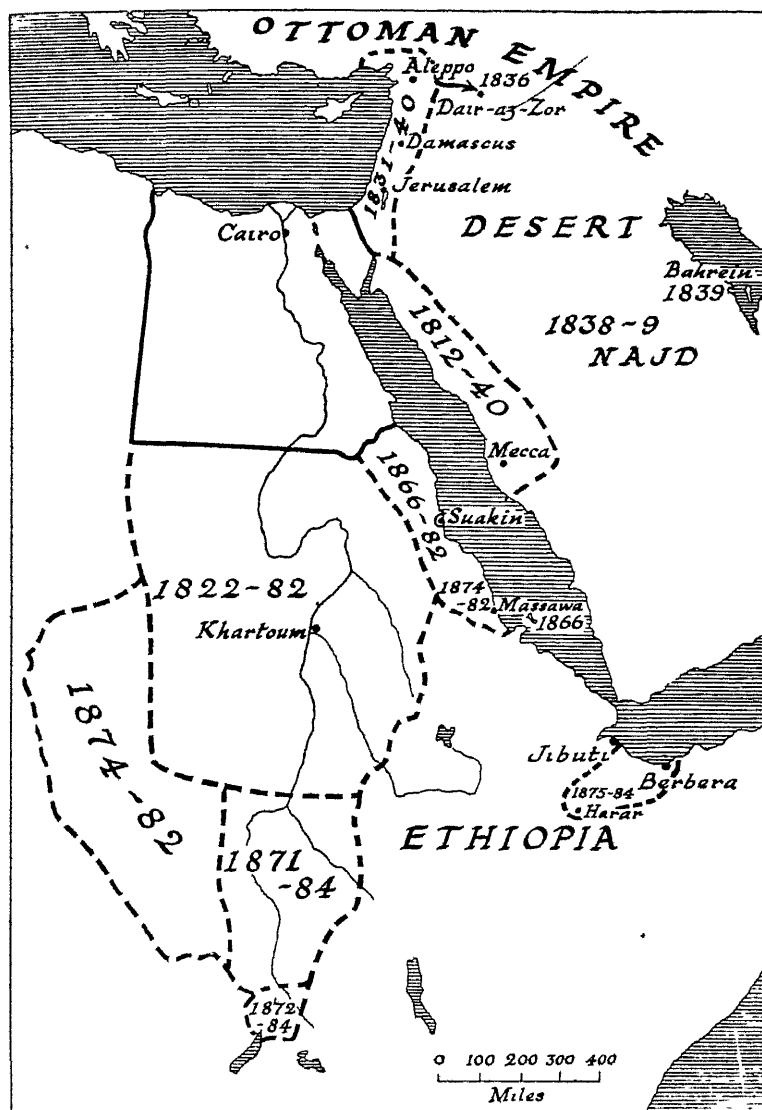 OTTOMAN EMPIRE
Aleppo
1836
Dair-az-Zor
Damascus
1831-40
Jerusalem
DESERT
Cairo
Bahrein
1839
1838-9
NAJD
1812-40
Mecca
1866-82
Suakin
1822-82
1874
-82
Massawa
1866
Khartoum
1874-82
Jibuti
Berbera
1875-84
Harar
ETHIOPIA
1871
-84
1872
-84
0 100 200 300 400
Miles